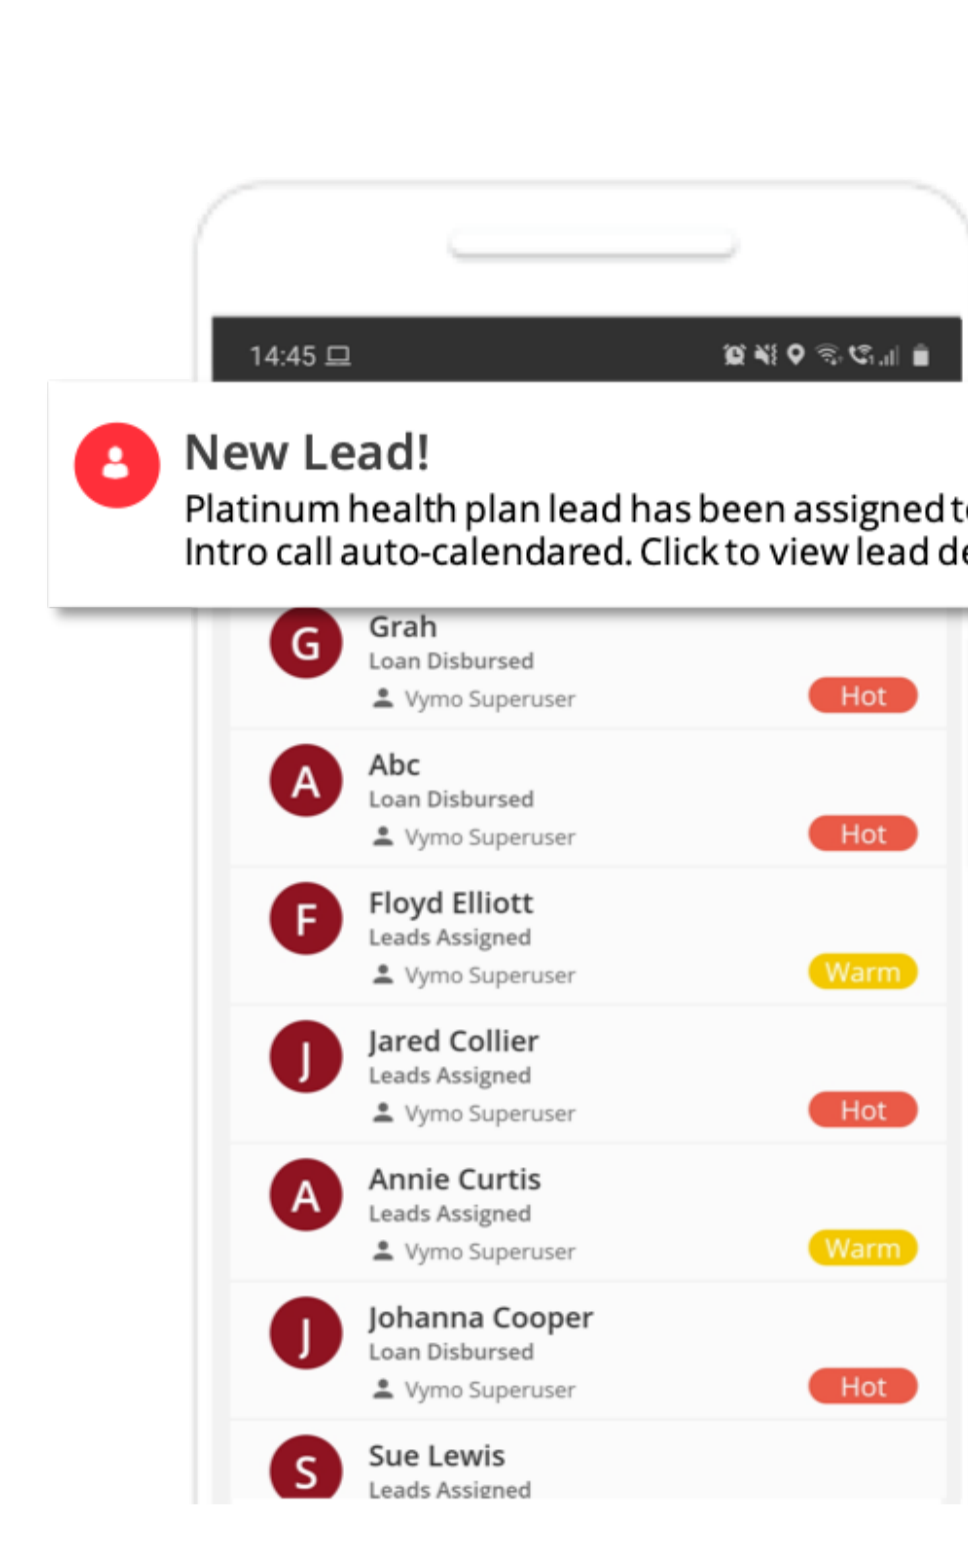 14:45
New Lead!
Platinum health plan lead has been assigned
Intro call auto-calendared. Click to view lead
G
Grah
Loan Disbursed
Vymo Superuser
Hot
A
Abc
Loan Disbursed
Vymo Superuser
Hot
F
Floyd Elliott
Leads Assigned
Vymo Superuser
Warm
J
Jared Collier
Leads Assigned
Vymo Superuser
Hot
A
Annie Curtis
Leads Assigned
Vymo Superuser
Warm
J
Johanna Cooper
Loan Disbursed
Vymo Superuser
Hot
S
Sue Lewis
Leads Assigned